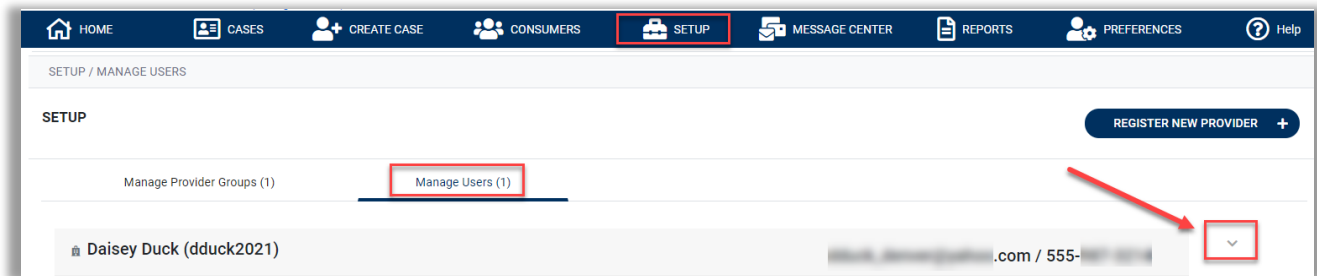 HOME CASES CREATE CASE CONSUMERS SETUP MESSAGE CENTER REPORTS PREFERENCES Help
SETUP / MANAGE USERS
SETUP
REGISTER NEW PROVIDER +
Manage Provider Groups (1) Manage Users (1)
Daisey Duck (dduck2021) .com / 555-